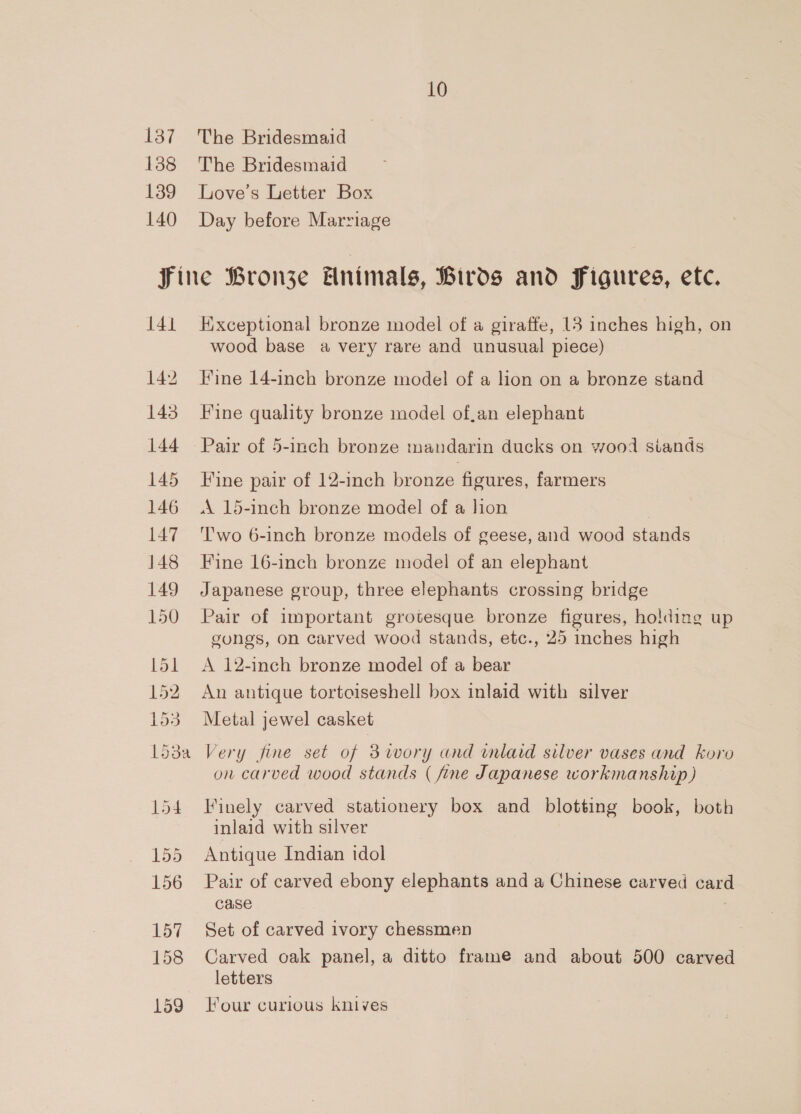 10
137 The Bridesmaid
138 The Bridesmaid
139 Love's Letter Box
140 Day before Marriage
Fine Bronze Animals, Birds and Figures, etc.
141 Exceptional bronze model of a giraffe, 13 inches high, on
wood base a very rare and unusual piece)
142 Fine 14-inch bronze model of a lion on a bronze stand
143 Fine quality bronze model of an elephant
144 Pair of 5-inch bronze mandarin ducks on wood stands
145 Fine pair of 12-inch bronze figures, farmers
146 A 15-inch bronze model of a lion
147 Two 6-inch bronze models of geese, and wood stands
148 Fine 16-inch bronze model of an elephant
149 Japanese group, three elephants crossing bridge
150 Pair of important grotesque bronze figures, holding up
gongs, on carved wood stands, etc., 25 inches high
151 A 12-inch bronze model of a bear
152 An antique tortoiseshell box inlaid with silver
153 Metal jewel casket
153a Very fine set of 3 ivory and inlaid silver vases and koro
on carved wood stands (fine Japanese workmanship)
154 Finely carved stationery box and blotting book, both
inlaid with silver
155 Antique Indian idol
156 Pair of carved ebony elephants and a Chinese carved card
case
157 Set of carved ivory chessmen
158 Carved oak panel, a ditto frame and about 500 carved
letters
159 Four curious knives